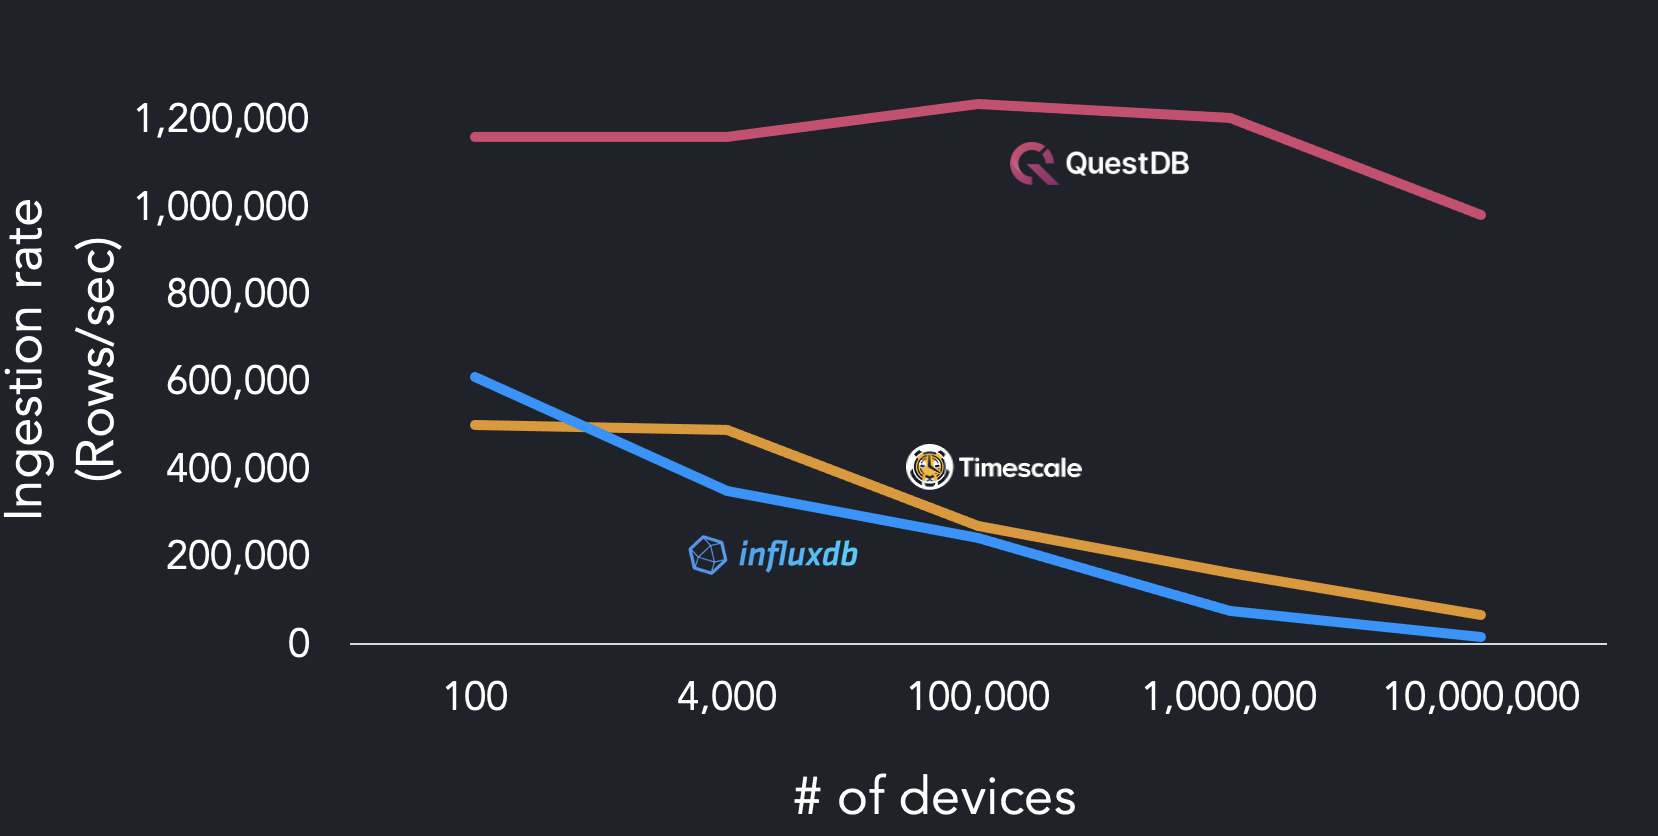 Ingestion rate
(Rows/sec)
1,200,000
1,000,000
800,000
600,000
400,000
200,000
0
QuestDB
Timescale
influxdb
100 4,000 100,000 1,000,000 10,000,000
# of devices